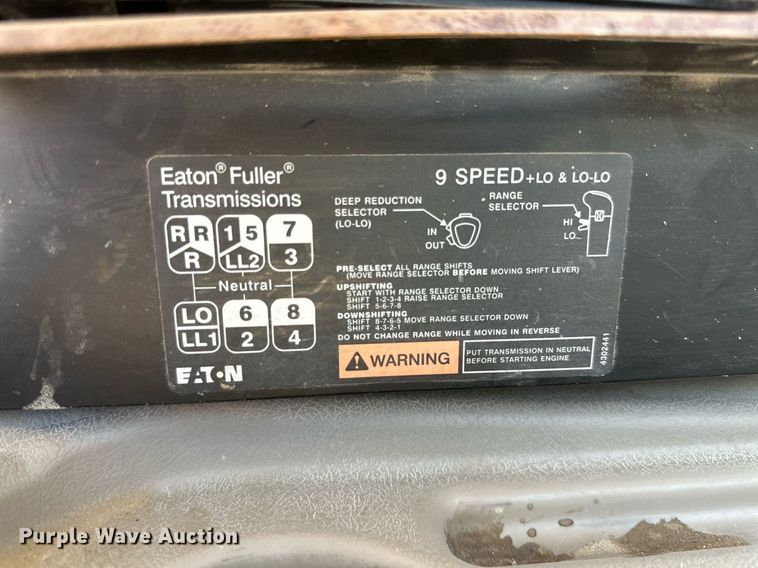 Eaton® Fuller®
Transmissions
9 SPEED +LO & LO-LO
DEEP REDUCTION
SELECTOR
(LO-LO)
IN
OUT
RANGE
SELECTOR
HI
LO
R R 1 5 7
R LL2 3
Neutral
LO 6 8
LL1 2 4
PRE-SELECT ALL RANGE SHIFTS
(MOVE RANGE SELECTOR BEFORE MOVING SHIFT LEVER)
UPSHIFTING
START WITH RANGE SELECTOR DOWN
SHIFT 1-2-3-4 RAISE RANGE SELECTOR
SHIFT 5-6-7-8
DOWNSHIFTING
SHIFT 8-7-6-5 MOVE RANGE SELECTOR DOWN
SHIFT 4-3-2-1
DO NOT CHANGE RANGE WHILE MOVING IN REVERSE
EATON
WARNING
PUT TRANSMISSION IN NEUTRAL
BEFORE STARTING ENGINE
4302441
Purple Wave Auction